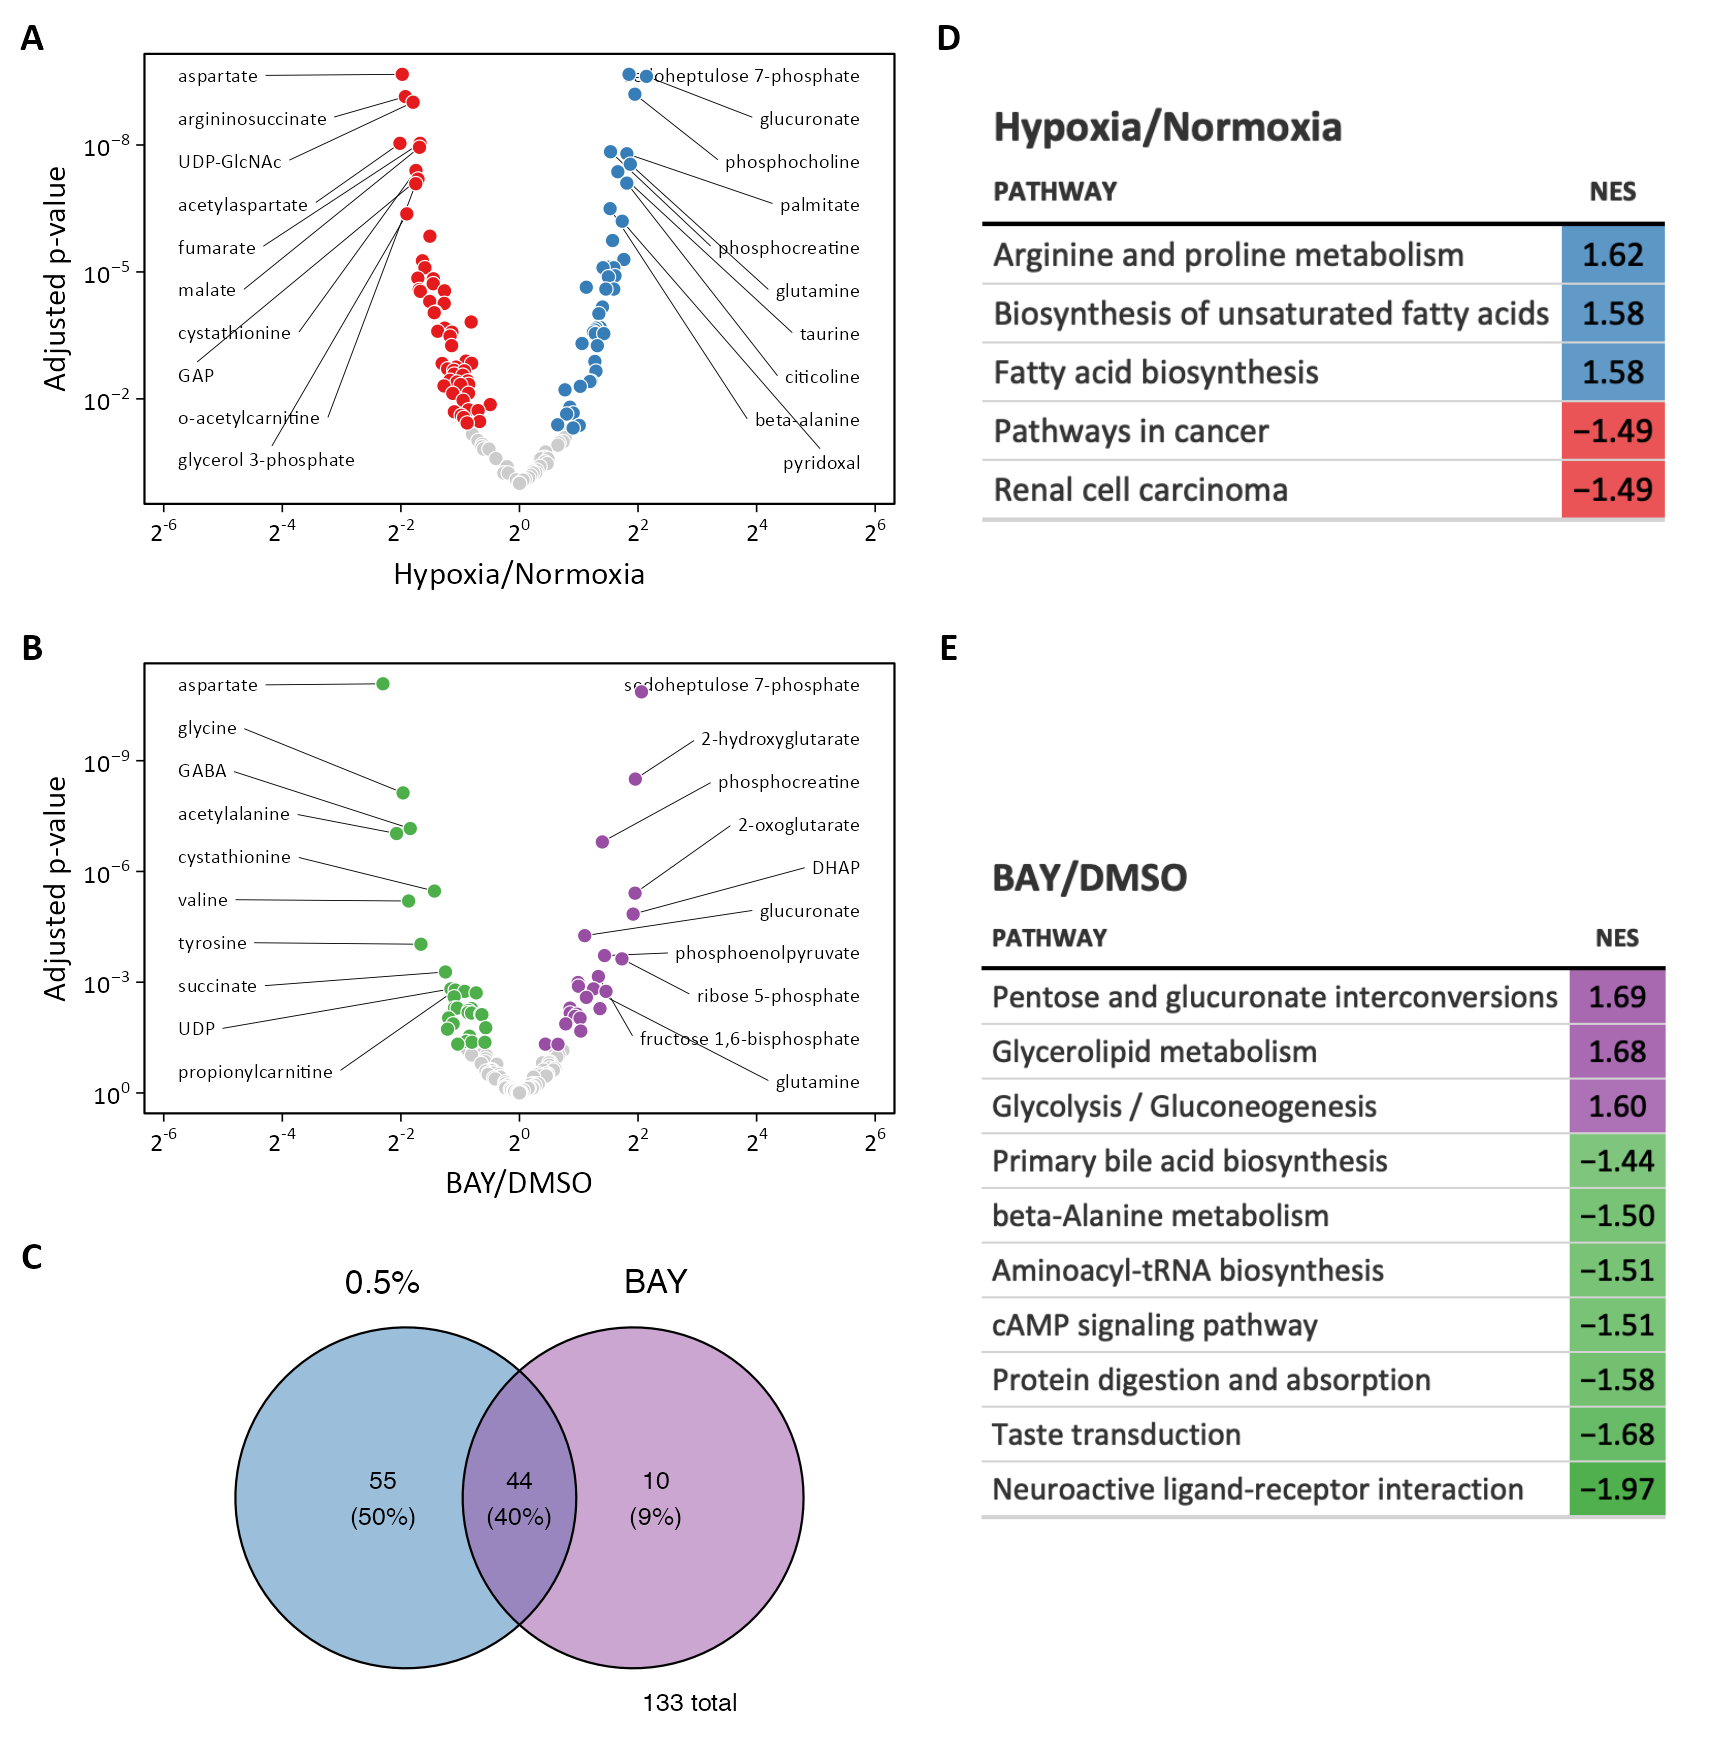 A
aspartate
argininosuccinate
UDP-GlcNAc
acetylaspartate
fumarate
malate
cystathionine
GAP
o-acetylcarnitine
glycerol 3-phosphate
doheptulose 7-phosphate
glucuronate
phosphocholine
palmitate
phosphocreatine
glutamine
taurine
citicoline
beta-alanine
pyridoxal
Adjusted p-value
10⁻⁸
10⁻⁵
10⁻²
2⁻⁶ 2⁻⁴ 2⁻² 2⁰ 2² 2⁴ 2⁶
Hypoxia/Normoxia
B
aspartate
glycine
GABA
acetylalanine
cystathionine
valine
tyrosine
succinate
UDP
propionylcarnitine
sedoheptulose 7-phosphate
2-hydroxyglutarate
phosphocreatine
2-oxoglutarate
DHAP
glucuronate
phosphoenolpyruvate
ribose 5-phosphate
fructose 1,6-bisphosphate
glutamine
Adjusted p-value
10⁻⁹
10⁻⁶
10⁻³
10⁰
2⁻⁶ 2⁻⁴ 2⁻² 2⁰ 2² 2⁴ 2⁶
BAY/DMSO
C
0.5% BAY
55 44 10
(50%) (40%) (9%)
133 total
D
Hypoxia/Normoxia
PATHWAY NES
Arginine and proline metabolism 1.62
Biosynthesis of unsaturated fatty acids 1.58
Fatty acid biosynthesis 1.58
Pathways in cancer −1.49
Renal cell carcinoma −1.49
E
BAY/DMSO
PATHWAY NES
Pentose and glucuronate interconversions 1.69
Glycerolipid metabolism 1.68
Glycolysis / Gluconeogenesis 1.60
Primary bile acid biosynthesis −1.44
beta-Alanine metabolism −1.50
Aminoacyl-tRNA biosynthesis −1.51
cAMP signaling pathway −1.51
Protein digestion and absorption −1.58
Taste transduction −1.68
Neuroactive ligand-receptor interaction −1.97